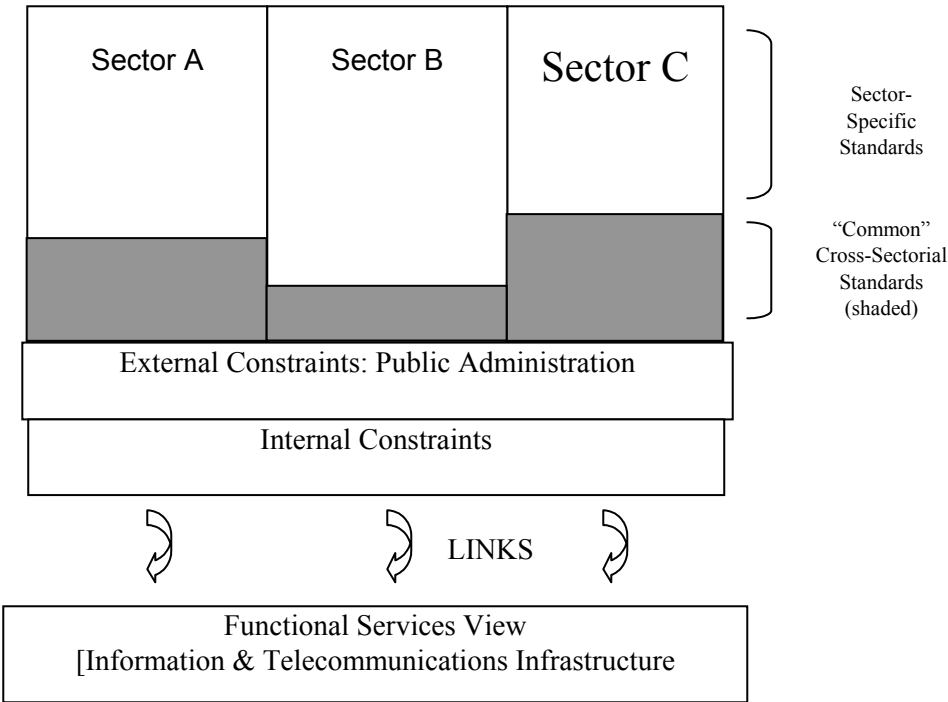 Sector A
Sector B
Sector C
Sector-
Specific
Standards
“Common”
Cross-Sectorial
Standards
(shaded)
External Constraints: Public Administration
Internal Constraints
LINKS
Functional Services View
[Information & Telecommunications Infrastructure